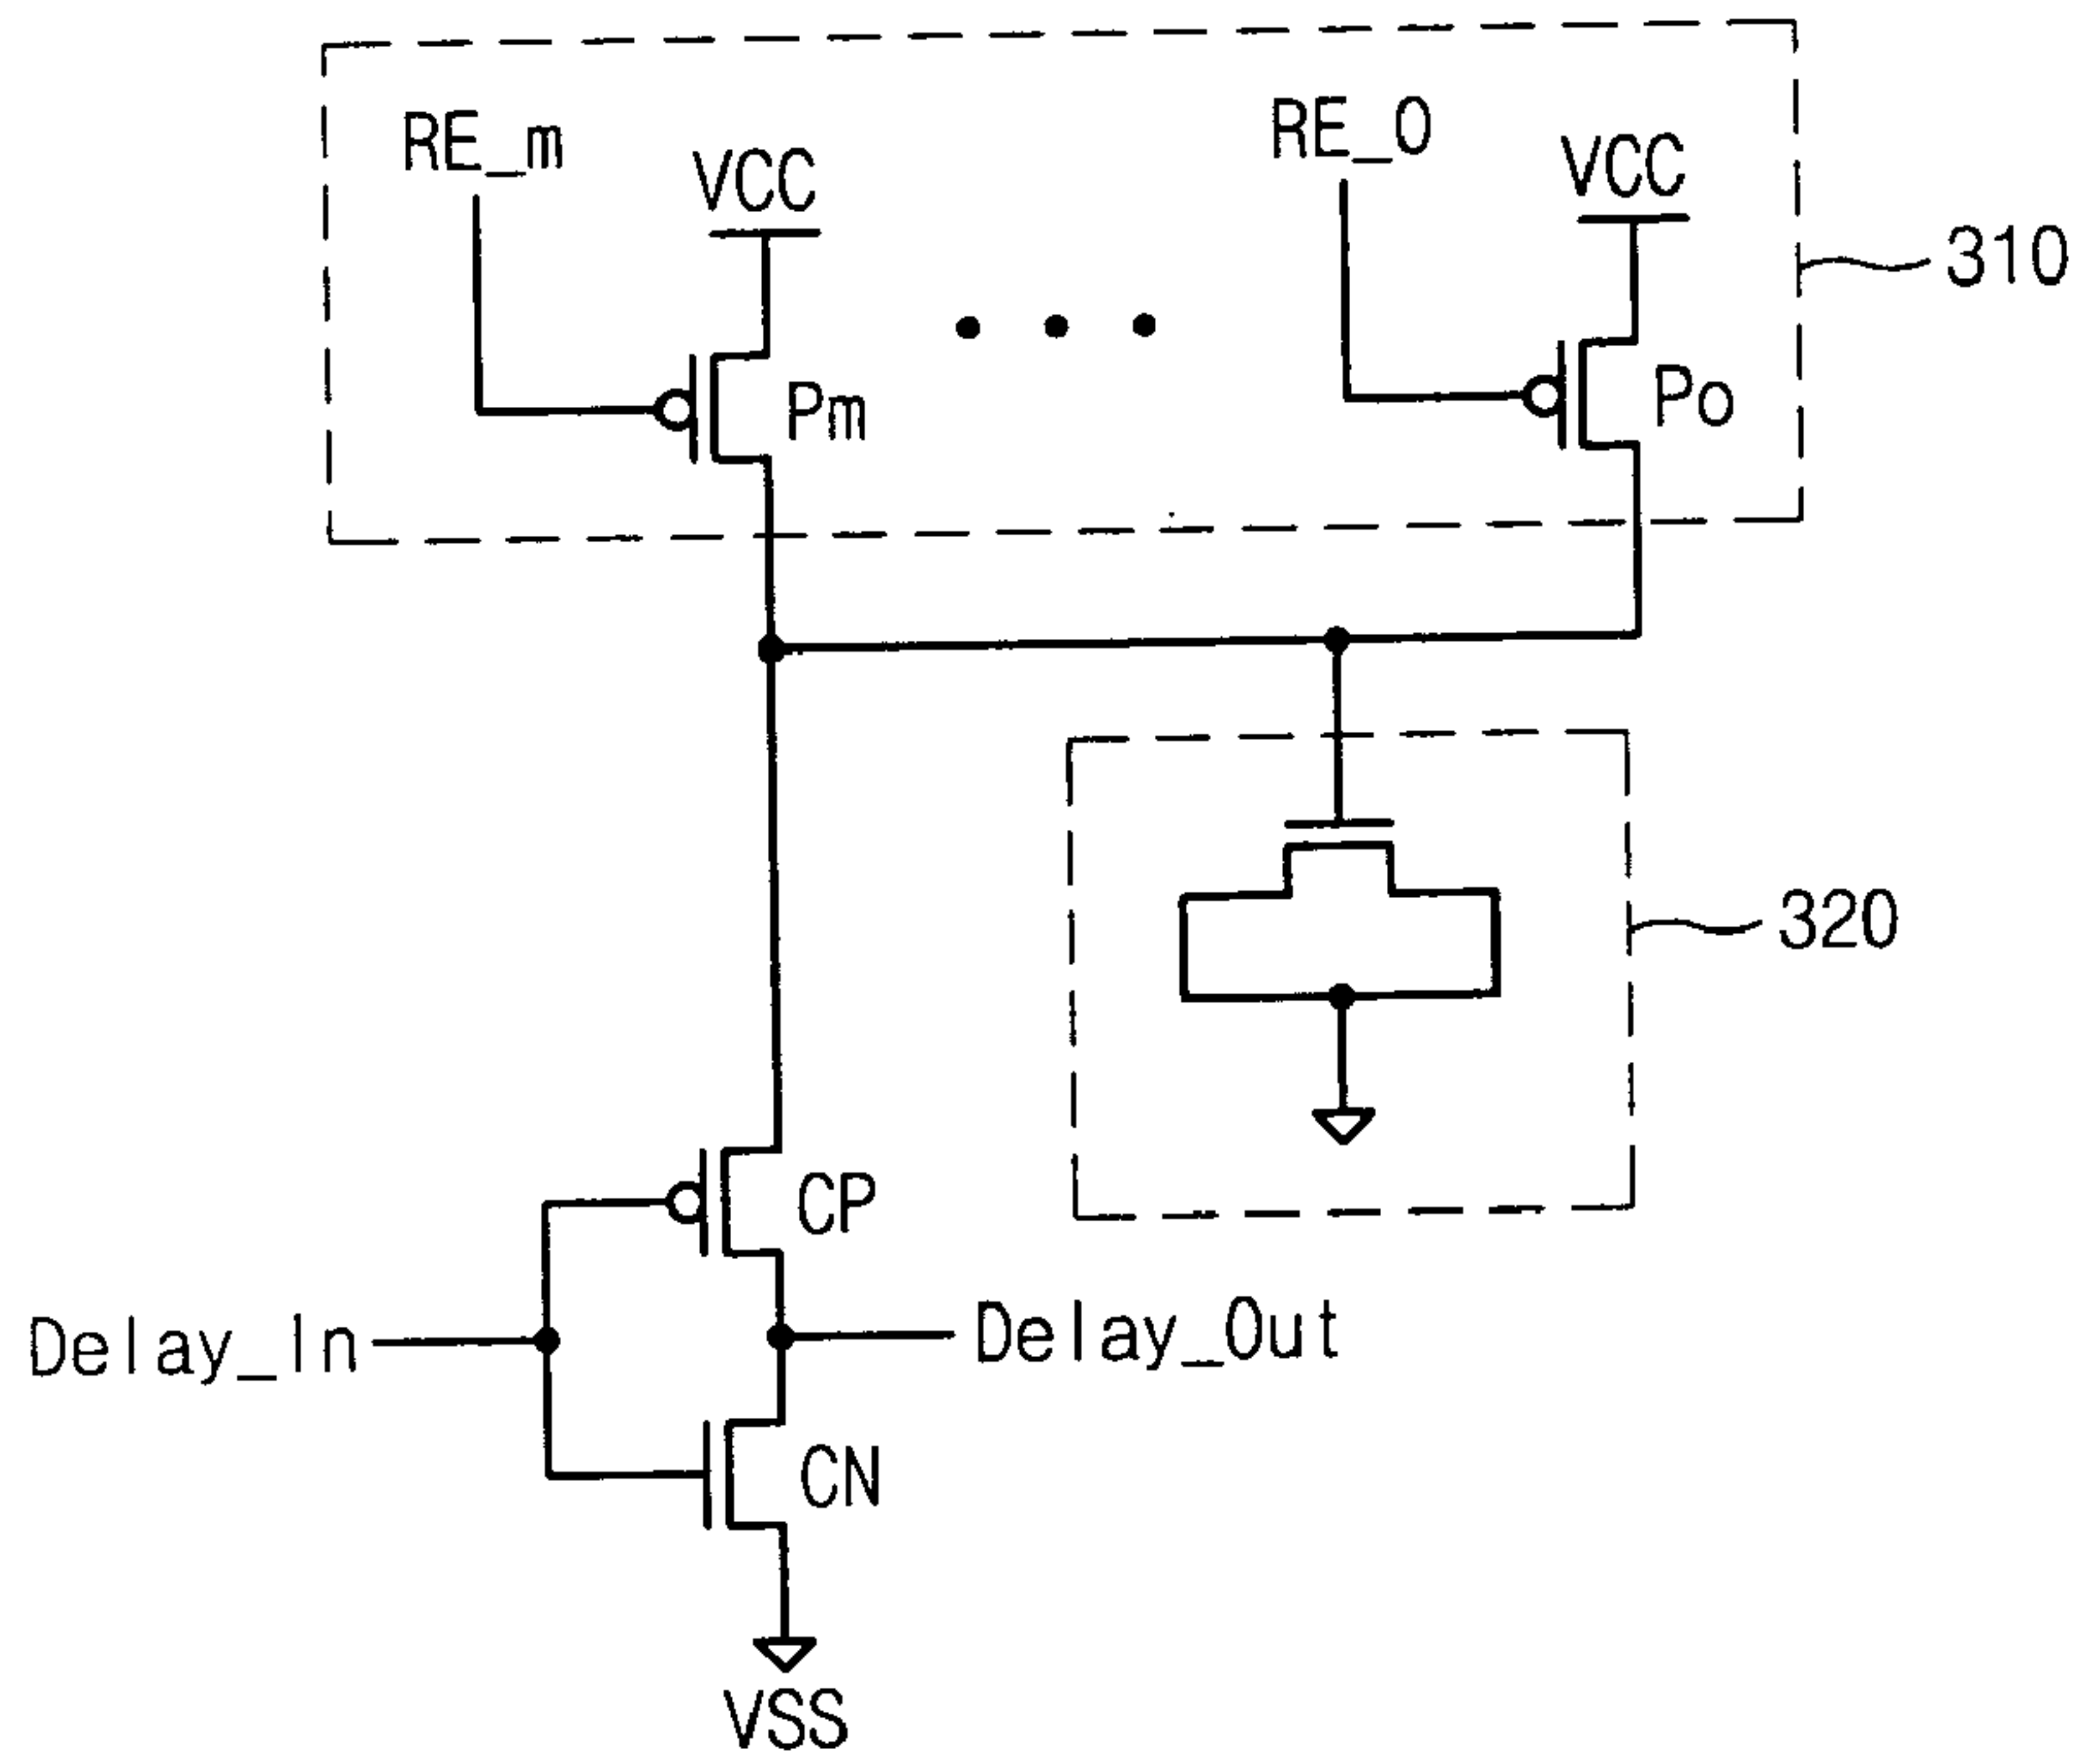 RE_m
VCC
RE_0
VCC
310
Pm
Po
320
CP
Delay_In
Delay_Out
CN
VSS